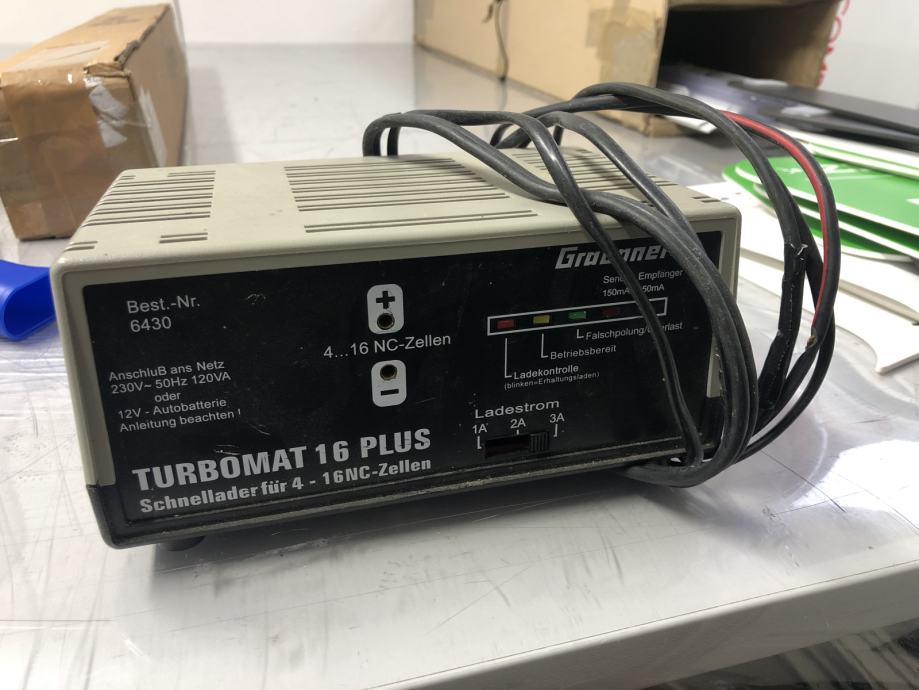 Best.-Nr.
6430
Anschluß ans Netz
230V~ 50Hz 120VA
oder
12V - Autobatterie
Anleitung beachten !
+
4...16 NC-Zellen
–
Graupner
Empfänger
150mA
Falschpolung/Überlast
Betriebsbereit
Ladekontrolle
(blinken=Erhaltungsladen)
Ladestrom
1A 2A 3A
TURBOMAT 16 PLUS
Schnellader für 4 - 16NC-Zellen